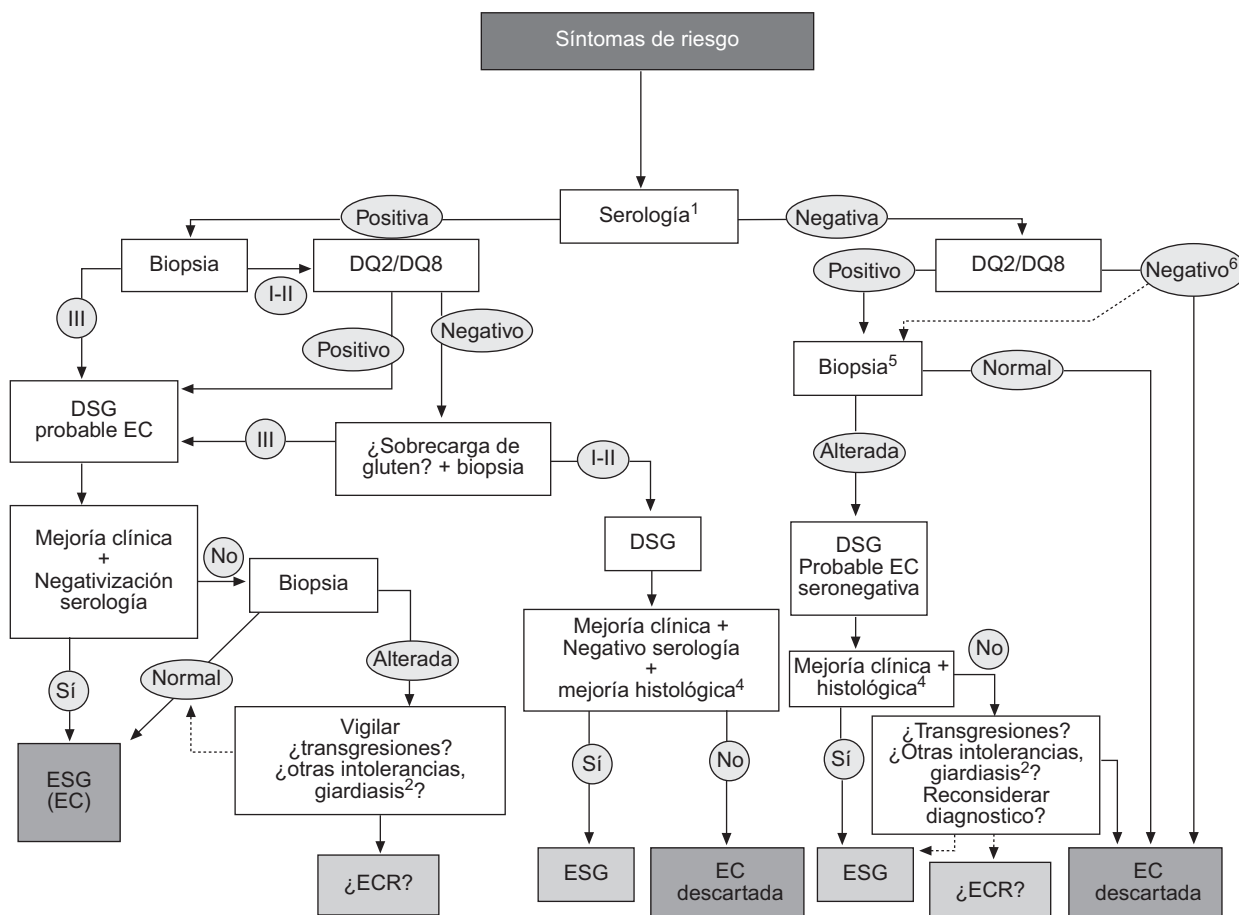 Síntomas de riesgo
Serología1
Positiva
Negativa
Biopsia
I-II
DQ2/DQ8
III
Positivo
Negativo
DQ2/DQ8
Positivo
Negativo6
Biopsia5
Normal
Alterada
DSG
probable EC
III
¿Sobrecarga de
gluten? + biopsia
I-II
DSG
DSG
Probable EC
seronegativa
Mejoría clínica
+
Negativización
serología
No
Biopsia
Sí
Normal
Alterada
Mejoría clínica +
Negativo serología
+
mejoría histológica4
Mejoría clínica +
histológica4
No
Vigilar
¿transgresiones?
¿otras intolerancias,
giardiasis2?
¿Transgresiones?
¿Otras intolerancias,
giardiasis2?
Reconsiderar
diagnostico?
Sí
No
Sí
ESG
(EC)
¿ECR?
ESG
EC
descartada
ESG
¿ECR?
EC
descartada